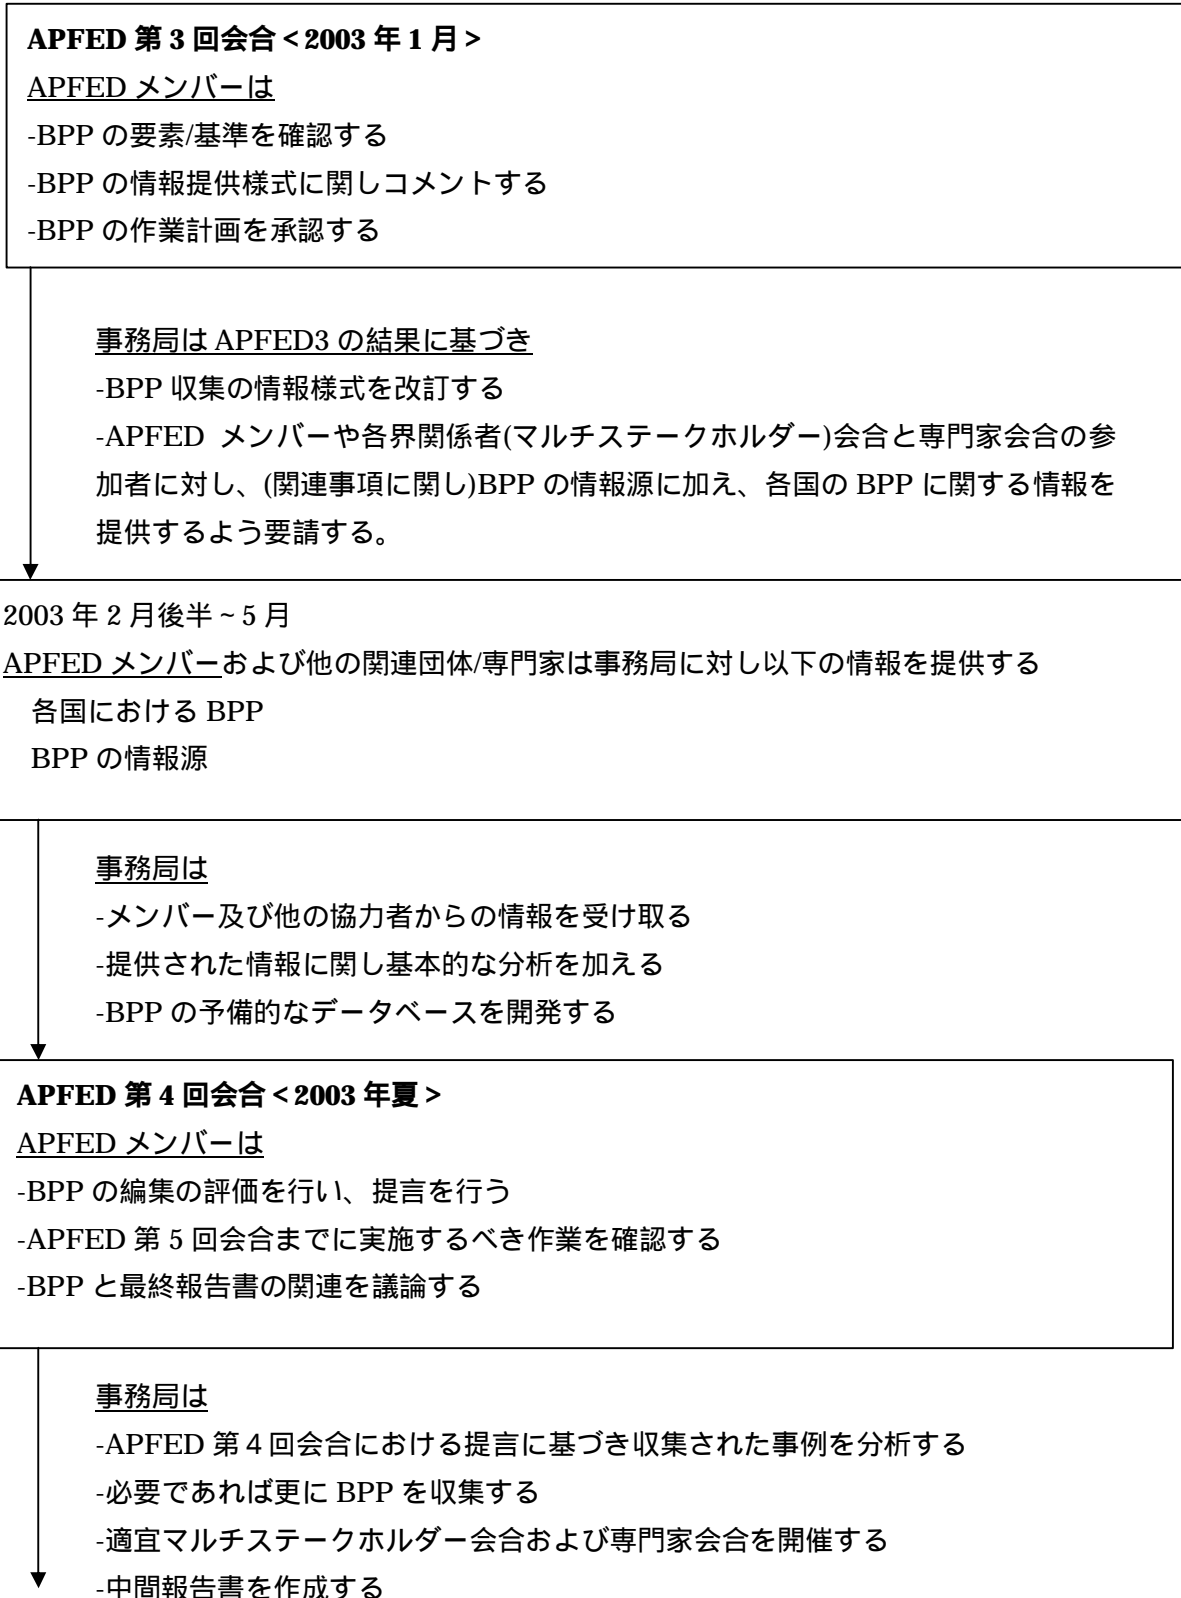 APFED 第 3 回会合＜2003 年 1 月＞
APFED メンバーは
-BPP の要素/基準を確認する
-BPP の情報提供様式に関しコメントする
-BPP の作業計画を承認する
事務局は APFED3 の結果に基づき
-BPP 収集の情報様式を改訂する
-APFED メンバーや各界関係者(マルチステークホルダー)会合と専門家会合の参
加者に対し、(関連事項に関し)BPP の情報源に加え、各国の BPP に関する情報を
提供するよう要請する。
2003 年 2 月後半～5 月
APFED メンバーおよび他の関連団体/専門家は事務局に対し以下の情報を提供する
各国における BPP
BPP の情報源
事務局は
-メンバー及び他の協力者からの情報を受け取る
-提供された情報に関し基本的な分析を加える
-BPP の予備的なデータベースを開発する
APFED 第 4 回会合＜2003 年夏＞
APFED メンバーは
-BPP の編集の評価を行い、提言を行う
-APFED 第 5 回会合までに実施するべき作業を確認する
-BPP と最終報告書の関連を議論する
事務局は
-APFED 第４回会合における提言に基づき収集された事例を分析する
-必要であれば更に BPP を収集する
-適宜マルチステークホルダー会合および専門家会合を開催する
-中間報告書を作成する